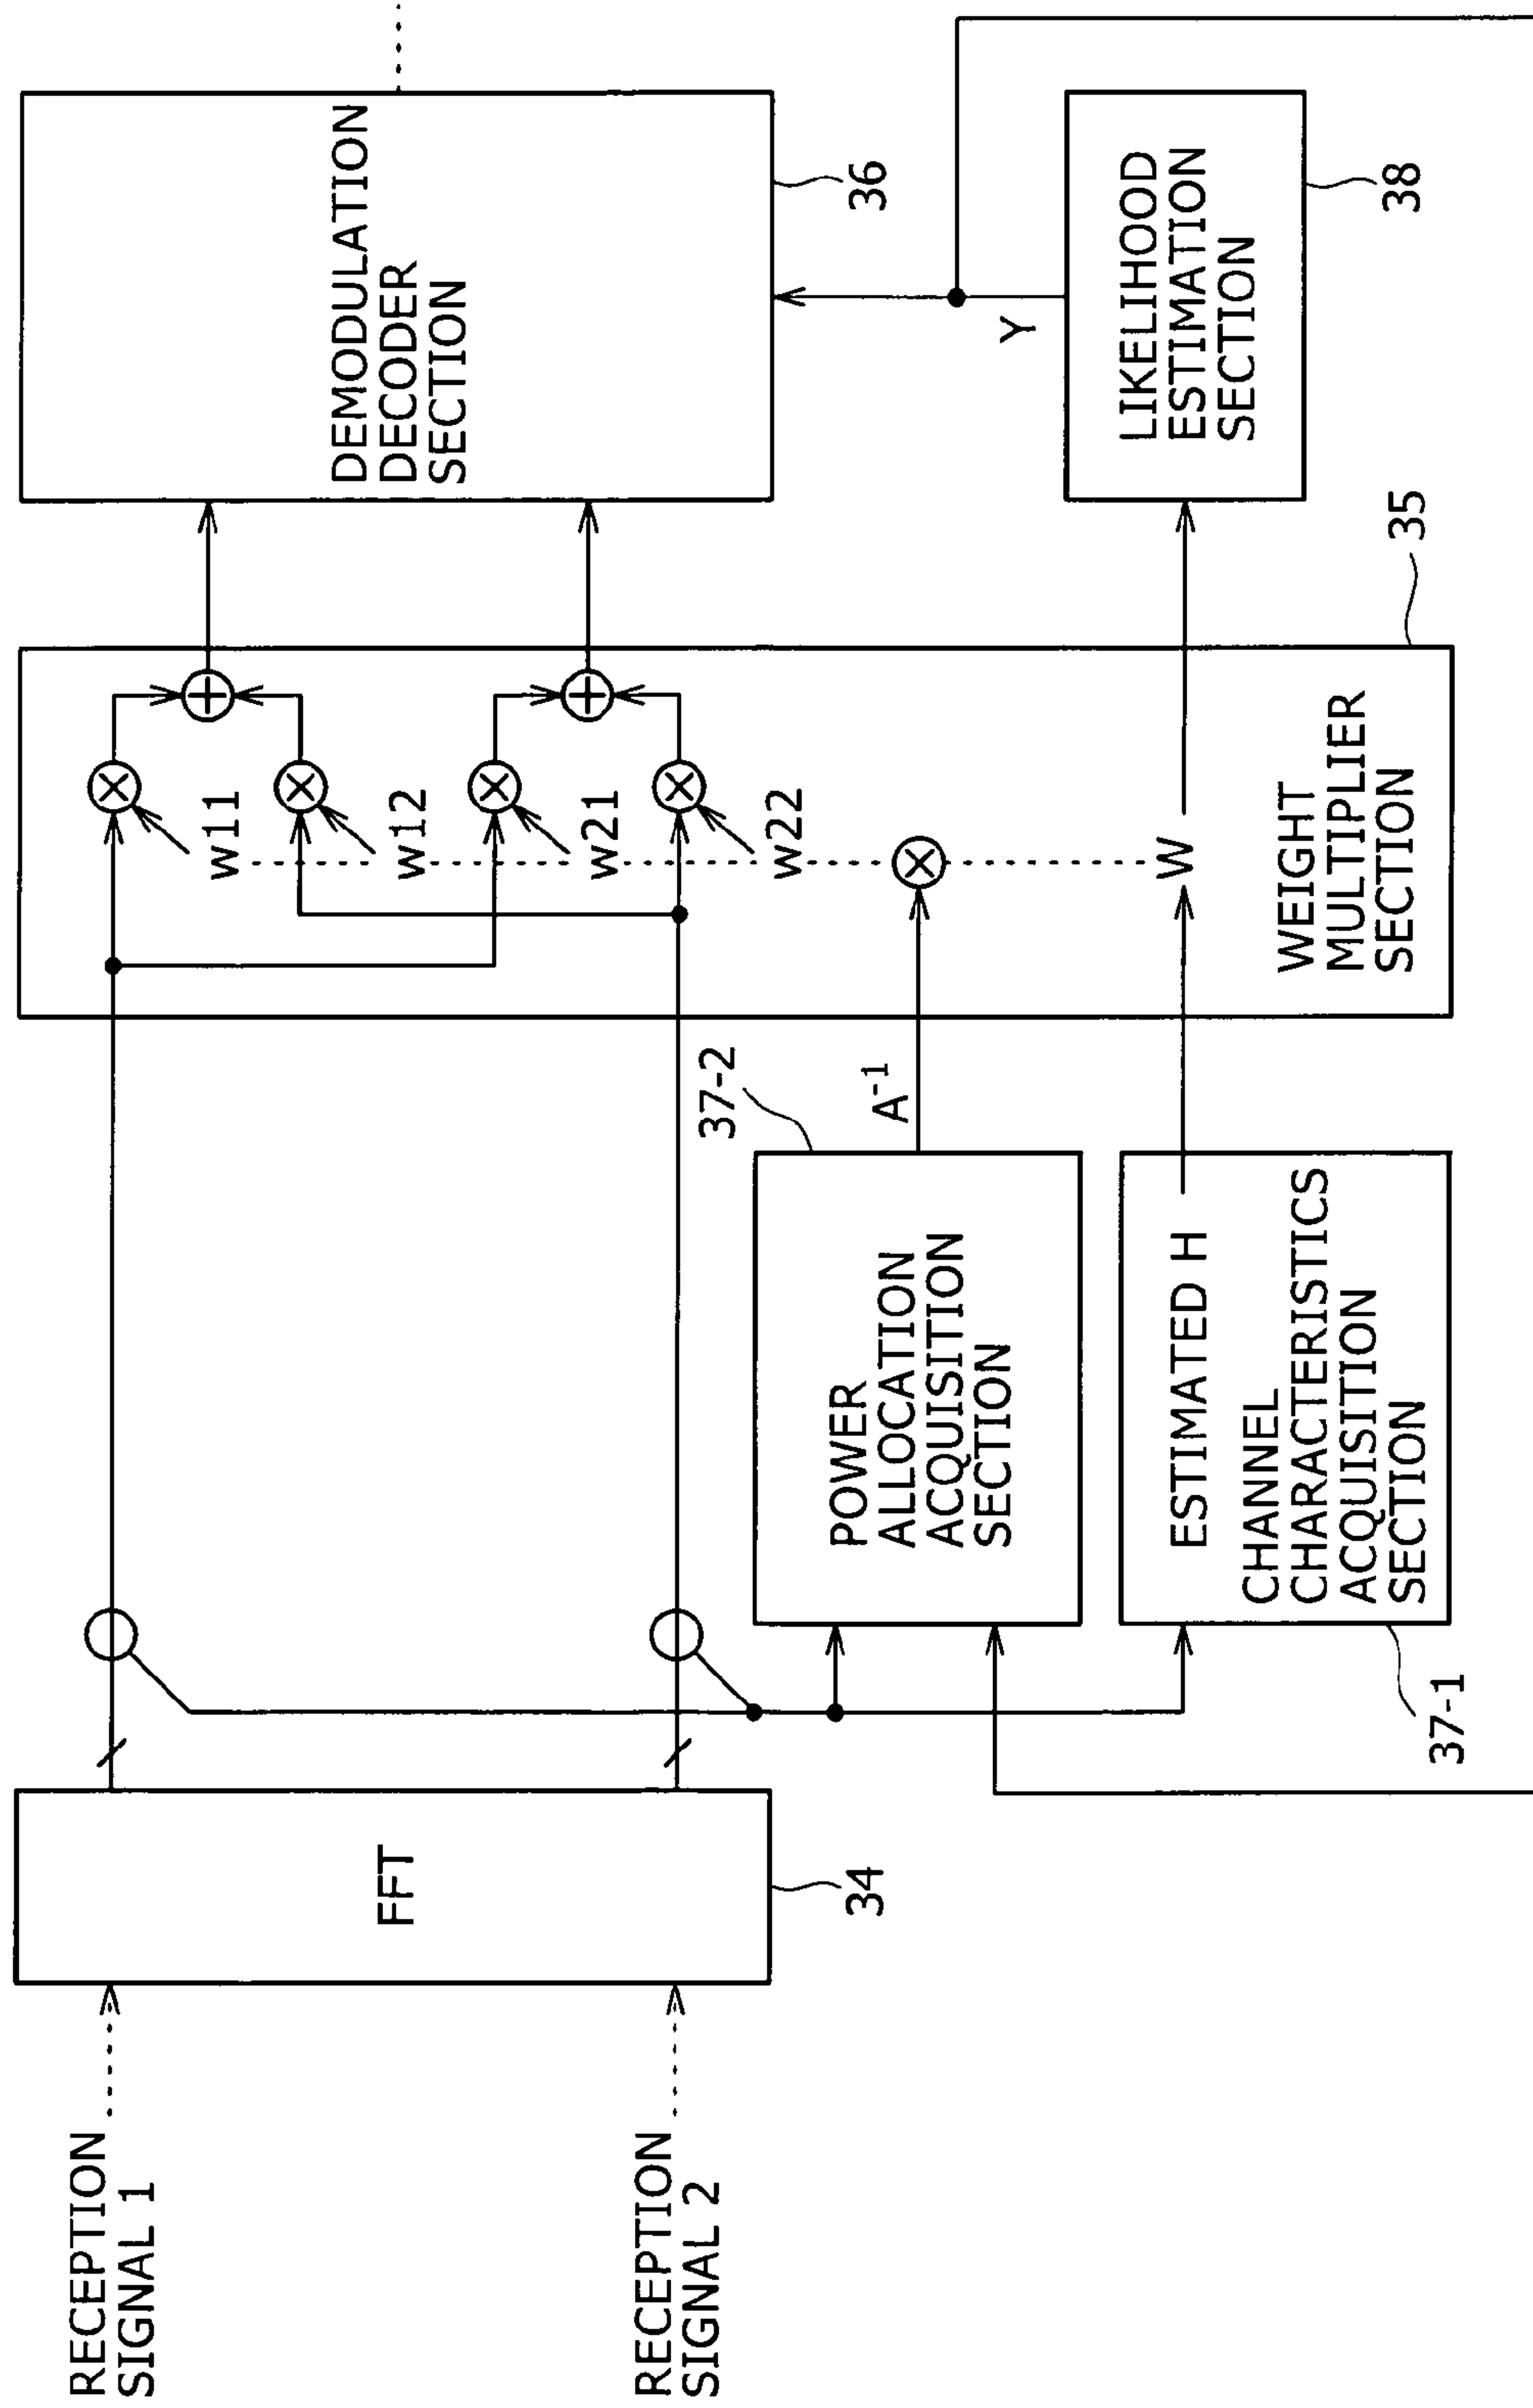 RECEPTION
SIGNAL 1
RECEPTION
SIGNAL 2
FFT
34
POWER
ALLOCATION
ACQUISITION
SECTION
37-2
A-1
ESTIMATED H
CHANNEL
CHARACTERISTICS
ACQUISITION
SECTION
37-1
w11
w12
w21
w22
W
WEIGHT
MULTIPLIER
SECTION
35
DEMODULATION
DECODER
SECTION
36
Y
LIKELIHOOD
ESTIMATION
SECTION
38